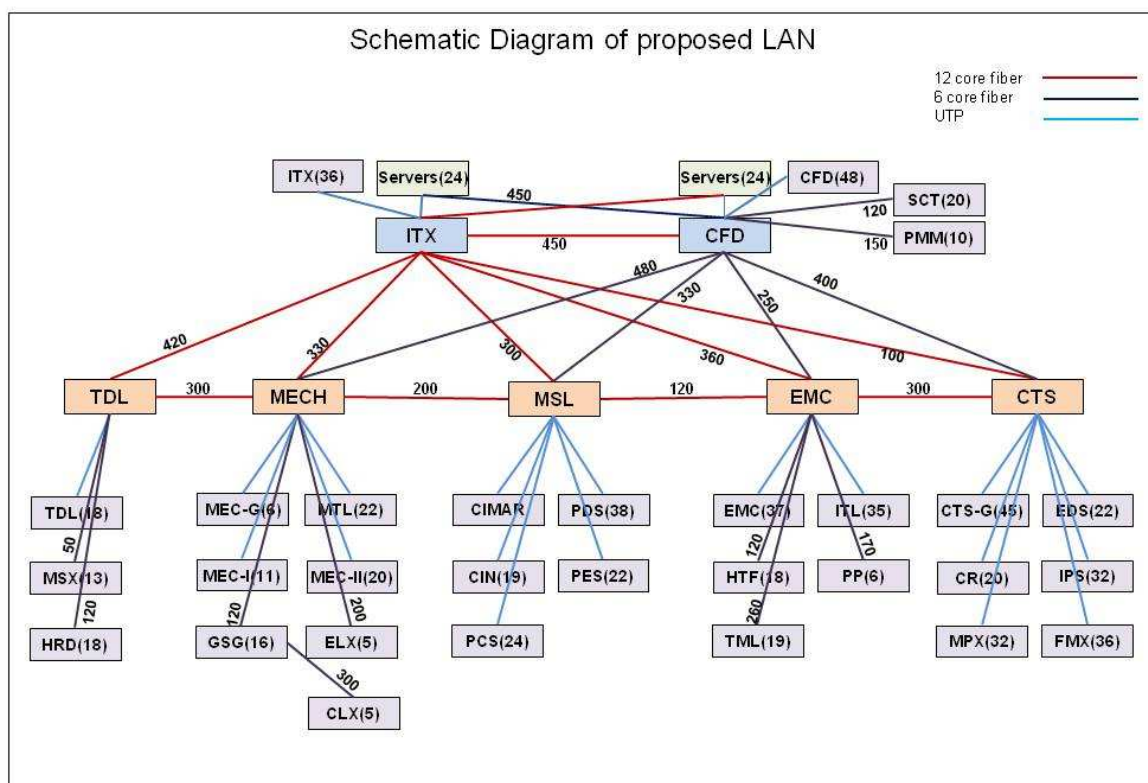 Schematic Diagram of proposed LAN
12 core fiber
6 core fiber
UTP
ITX(36)
Servers(24)
450
Servers(24)
CFD(48)
SCT(20)
120
PMM(10)
150
ITX
450
CFD
480
330
250
400
420
330
300
360
100
TDL
300
MECH
200
MSL
120
EMC
300
CTS
TDL(18)
MEC-G(6)
MTL(22)
CIMAR
PDS(38)
EMC(37)
ITL(35)
CTS-G(45)
EDS(22)
50
120
170
MSX(13)
MEC-I(11)
MEC-II(20)
CIN(19)
PES(22)
HTF(18)
PP(6)
CR(20)
IPS(32)
120
120
200
260
HRD(18)
GSG(16)
ELX(5)
PCS(24)
TML(19)
MPX(32)
FMX(36)
300
CLX(5)